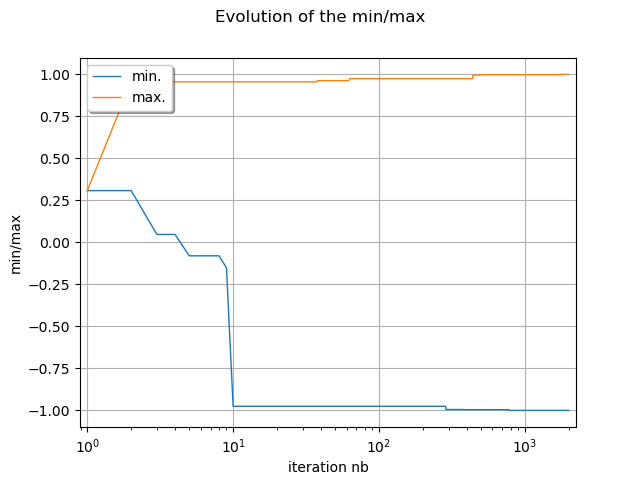 Evolution of the min/max
min.
max.
1.00
0.75
0.50
0.25
0.00
−0.25
−0.50
−0.75
−1.00
min/max
10⁰ 10¹ 10² 10³
iteration nb